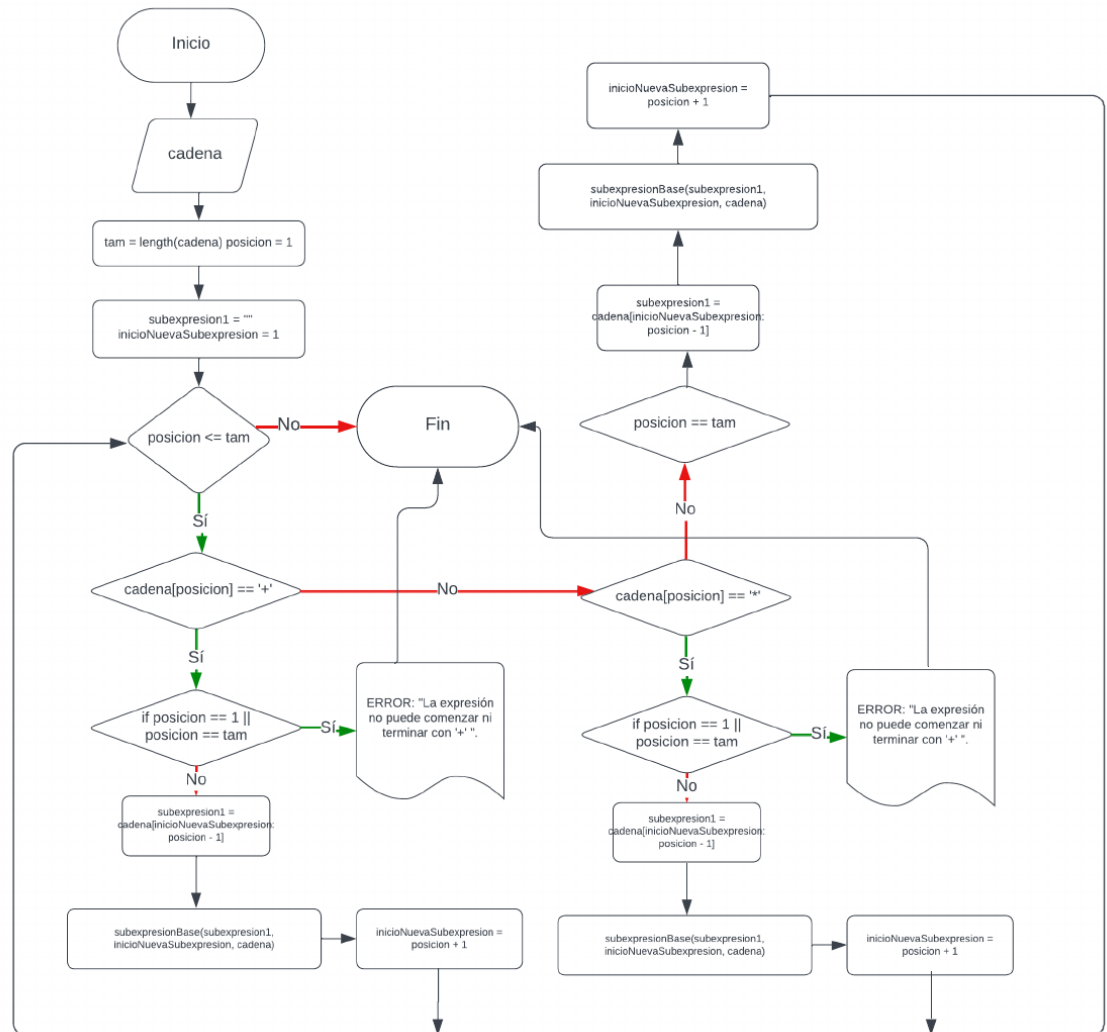 Inicio
cadena
tam = length(cadena) posicion = 1
subexpresion1 = ""
inicioNuevaSubexpresion = 1
posicion <= tam
No
Fin
Sí
cadena[posicion] == '+'
No
Sí
if posicion == 1 ||
posicion == tam
Sí
ERROR: "La expresión
no puede comenzar ni
terminar con '+' ".
No
subexpresion1 =
cadena[inicioNuevaSubexpresion:
posicion - 1]
subexpresionBase(subexpresion1,
inicioNuevaSubexpresion, cadena)
inicioNuevaSubexpresion =
posicion + 1
inicioNuevaSubexpresion =
posicion + 1
subexpresionBase(subexpresion1,
inicioNuevaSubexpresion, cadena)
subexpresion1 =
cadena[inicioNuevaSubexpresion:
posicion - 1]
posicion == tam
No
cadena[posicion] == '*'
Sí
if posicion == 1 ||
posicion == tam
Sí
ERROR: "La expresión
no puede comenzar ni
terminar con '+' ".
No
subexpresion1 =
cadena[inicioNuevaSubexpresion:
posicion - 1]
subexpresionBase(subexpresion1,
inicioNuevaSubexpresion, cadena)
inicioNuevaSubexpresion =
posicion + 1